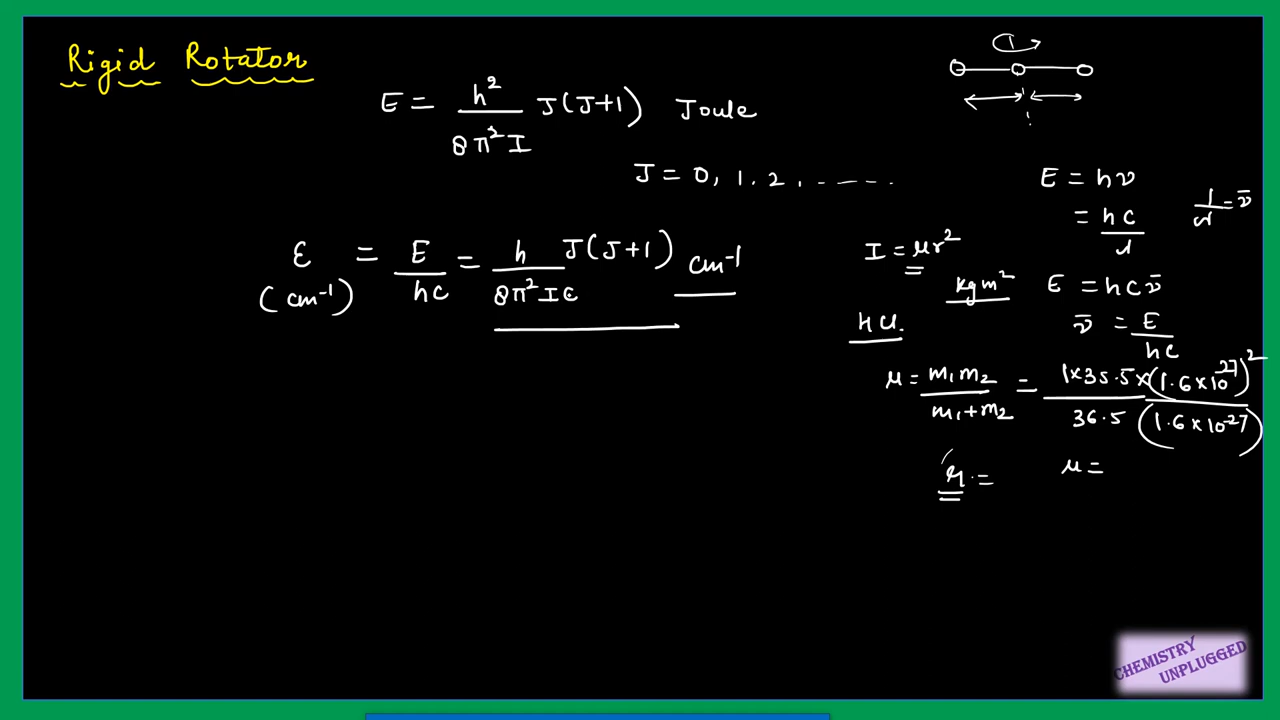 Rigid Rotator
E = h² / 8π²I J(J+1) Joule
J = 0, 1, 2, ------
ε (cm⁻¹) = E / hc = h / 8π²Ic J(J+1) cm⁻¹
E = hν
= hc / λ
1/λ = ν̄
I = μr²
kgm²
E = hcν̄
ν̄ = E / hc
HCl.
μ = m₁m₂ / m₁+m₂ = 1×35.5×(1.6×10²⁷)² / 36.5 (1.6×10⁻²⁷)
μ =
μ =
CHEMISTRY
UNPLUGGED